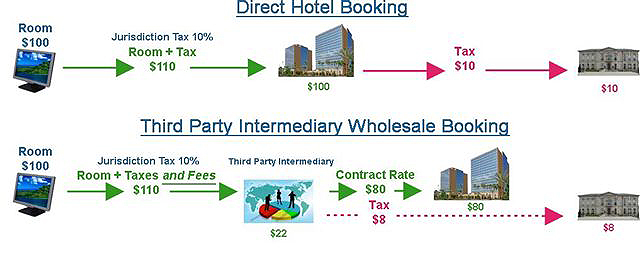 Direct Hotel Booking
Room
$100
Jurisdiction Tax 10%
Room + Tax
$110
$100
Tax
$10
$10
Third Party Intermediary Wholesale Booking
Room
$100
Jurisdiction Tax 10%
Room + Taxes and Fees
$110
Third Party Intermediary
$22
Contract Rate
$80
Tax
$8
$80
$8